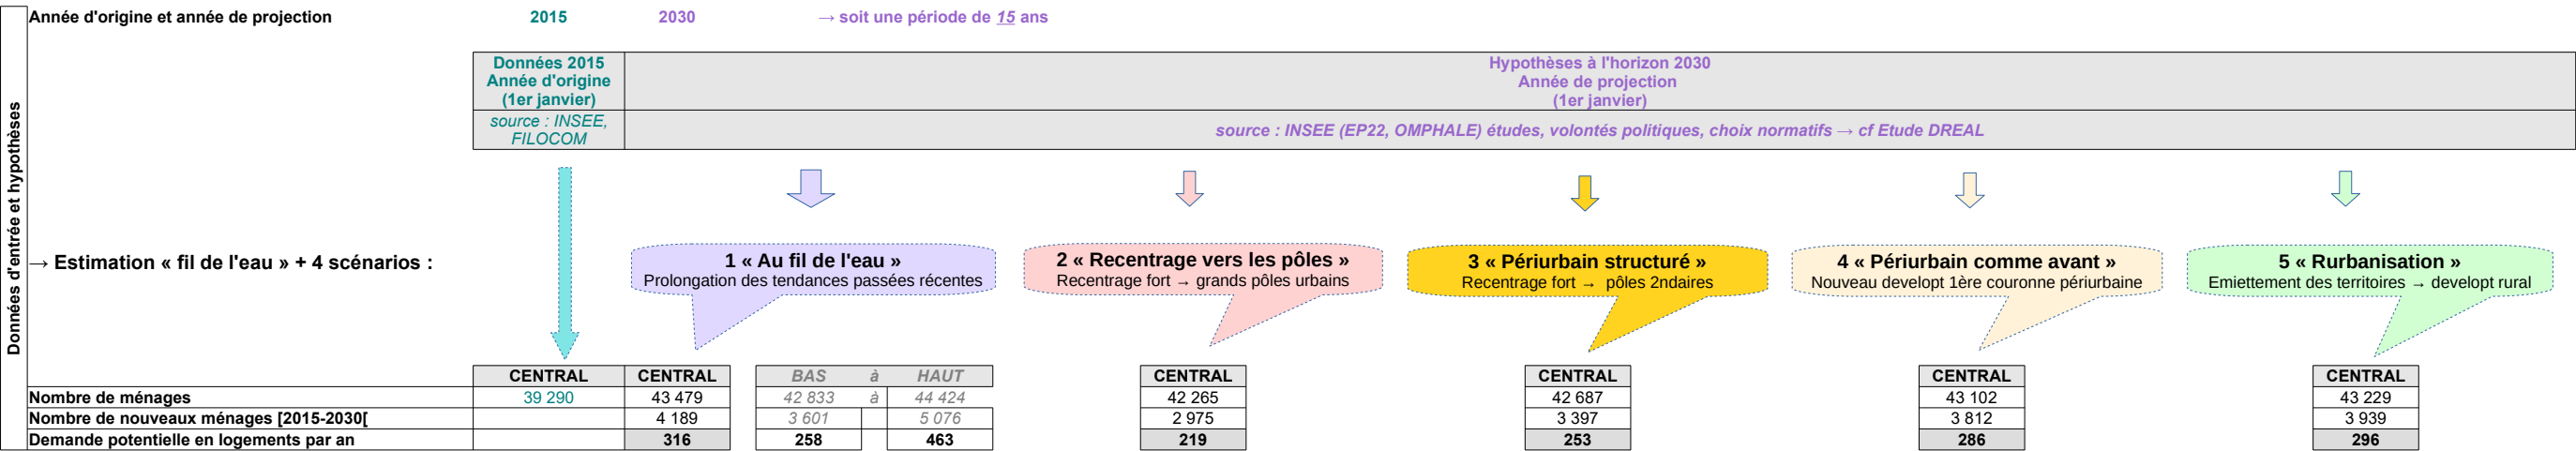 Données d'entrée et hypothèses
Année d'origine et année de projection 2015 2030 → soit une période de 15 ans
Données 2015
Année d'origine
(1er janvier)
Hypothèses à l'horizon 2030
Année de projection
(1er janvier)
source : INSEE,
FILOCOM
source : INSEE (EP22, OMPHALE) études, volontés politiques, choix normatifs → cf Etude DREAL
→ Estimation « fil de l'eau » + 4 scénarios :
1 « Au fil de l'eau »
Prolongation des tendances passées récentes
2 « Recentrage vers les pôles »
Recentrage fort → grands pôles urbains
3 « Périurbain structuré »
Recentrage fort → pôles 2ndaires
4 « Périurbain comme avant »
Nouveau developt 1ère couronne périurbaine
5 « Rurbanisation »
Emiettement des territoires → developt rural
CENTRAL CENTRAL BAS à HAUT CENTRAL CENTRAL CENTRAL CENTRAL
Nombre de ménages 39 290 43 479 42 833 à 44 424 42 265 42 687 43 102 43 229
Nombre de nouveaux ménages [2015-2030[ 4 189 3 601 5 076 2 975 3 397 3 812 3 939
Demande potentielle en logements par an 316 258 463 219 253 286 296